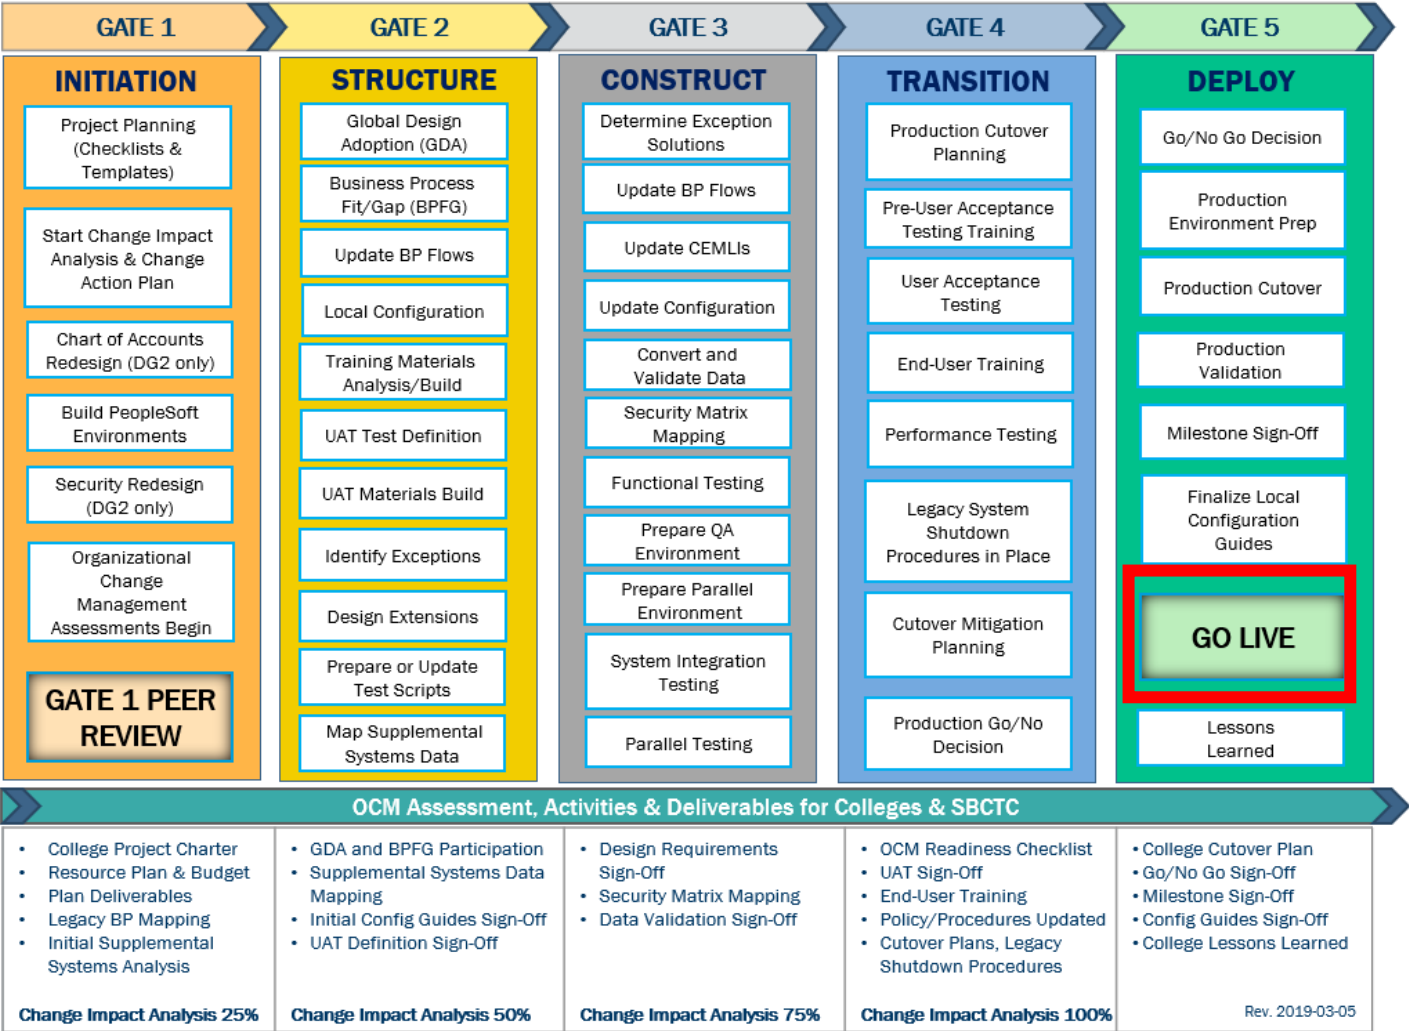 GATE 1
GATE 2
GATE 3
GATE 4
GATE 5
INITIATION
Project Planning
(Checklists &
Templates)
Start Change Impact
Analysis & Change
Action Plan
Chart of Accounts
Redesign (DG2 only)
Build PeopleSoft
Environments
Security Redesign
(DG2 only)
Organizational
Change
Management
Assessments Begin
GATE 1 PEER
REVIEW
STRUCTURE
Global Design
Adoption (GDA)
Business Process
Fit/Gap (BPFG)
Update BP Flows
Local Configuration
Training Materials
Analysis/Build
UAT Test Definition
UAT Materials Build
Identify Exceptions
Design Extensions
Prepare or Update
Test Scripts
Map Supplemental
Systems Data
CONSTRUCT
Determine Exception
Solutions
Update BP Flows
Update CEMLIs
Update Configuration
Convert and
Validate Data
Security Matrix
Mapping
Functional Testing
Prepare QA
Environment
Prepare Parallel
Environment
System Integration
Testing
Parallel Testing
TRANSITION
Production Cutover
Planning
Pre-User Acceptance
Testing Training
User Acceptance
Testing
End-User Training
Performance Testing
Legacy System
Shutdown
Procedures in Place
Cutover Mitigation
Planning
Production Go/No
Decision
DEPLOY
Go/No Go Decision
Production
Environment Prep
Production Cutover
Production
Validation
Milestone Sign-Off
Finalize Local
Configuration
Guides
GO LIVE
Lessons
Learned
OCM Assessment, Activities & Deliverables for Colleges & SBCTC
• College Project Charter
• Resource Plan & Budget
• Plan Deliverables
• Legacy BP Mapping
• Initial Supplemental
Systems Analysis
Change Impact Analysis 25%
• GDA and BPFG Participation
• Supplemental Systems Data
Mapping
• Initial Config Guides Sign-Off
• UAT Definition Sign-Off
Change Impact Analysis 50%
• Design Requirements
Sign-Off
• Security Matrix Mapping
• Data Validation Sign-Off
Change Impact Analysis 75%
• OCM Readiness Checklist
• UAT Sign-Off
• End-User Training
• Policy/Procedures Updated
• Cutover Plans, Legacy
Shutdown Procedures
Change Impact Analysis 100%
• College Cutover Plan
• Go/No Go Sign-Off
• Milestone Sign-Off
• Config Guides Sign-Off
• College Lessons Learned
Rev. 2019-03-05